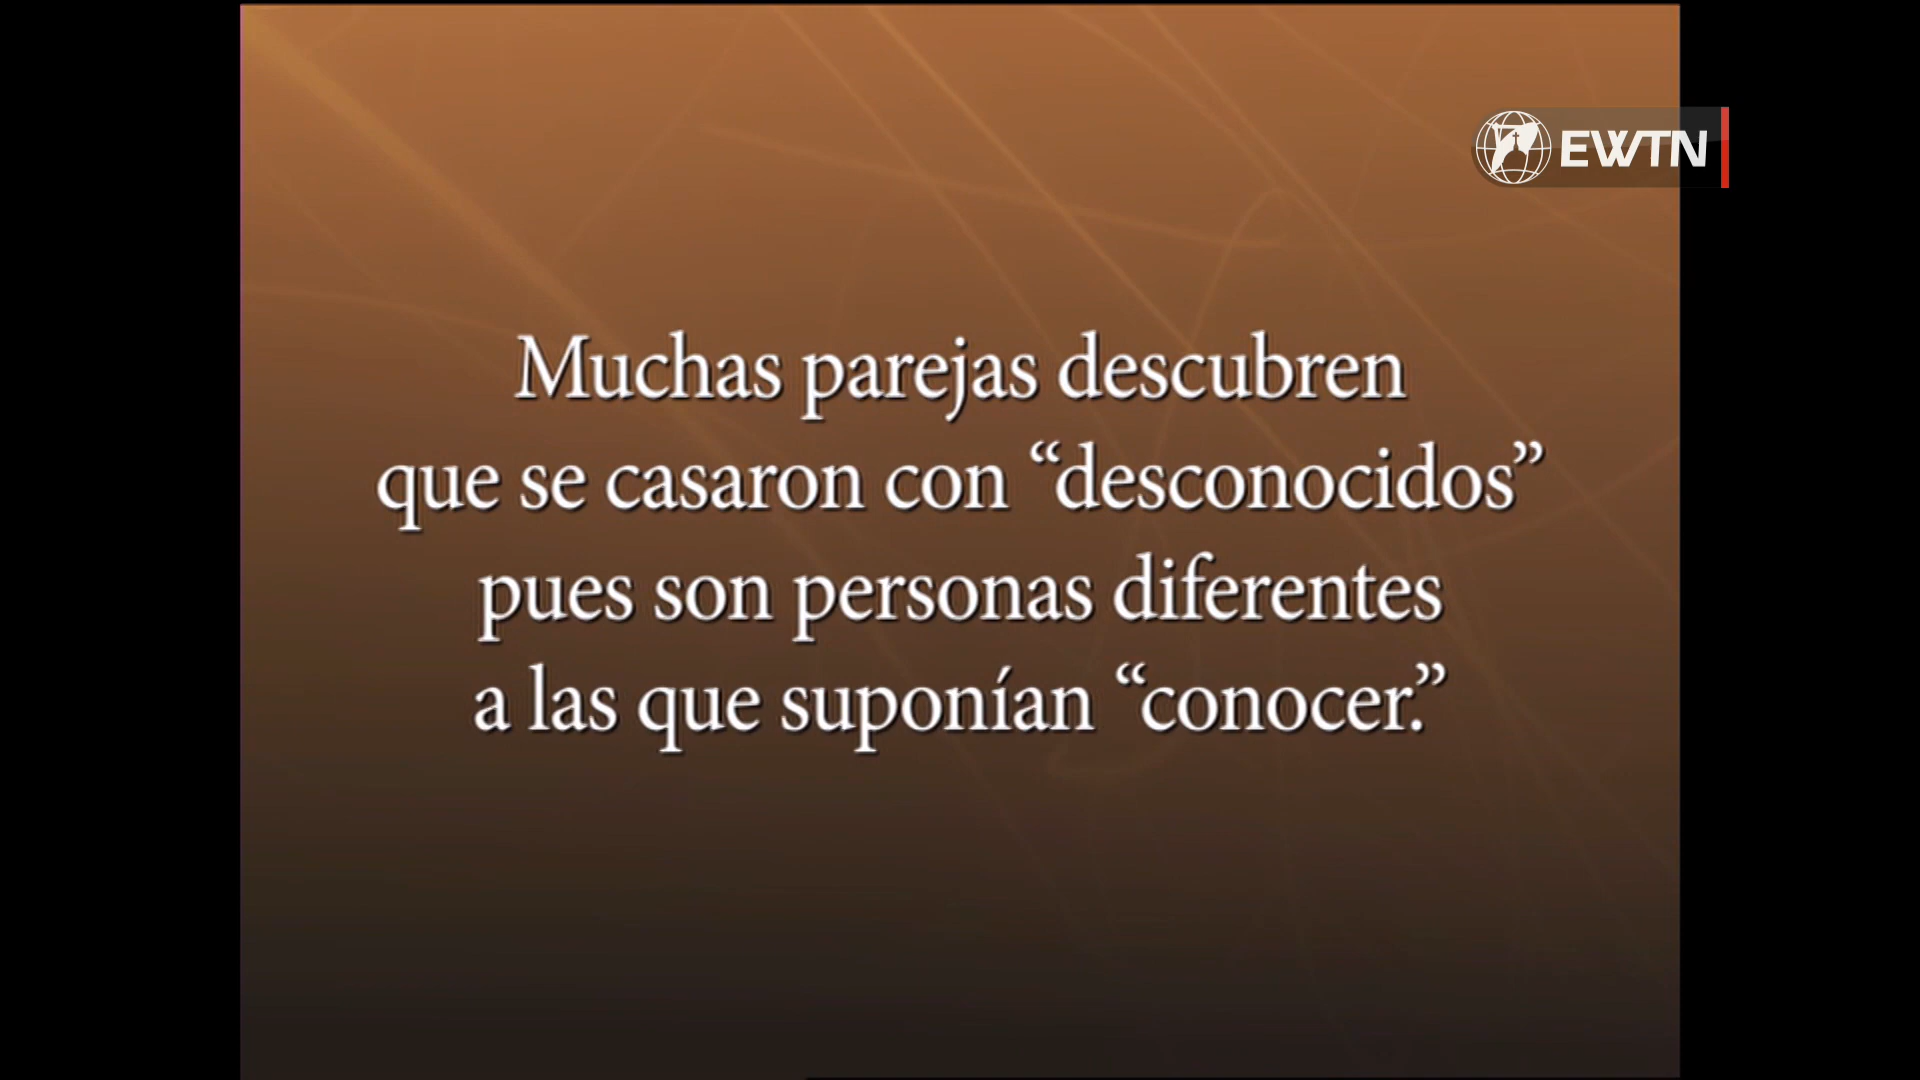 EWTN
Muchas parejas descubren
que se casaron con “desconocidos”
pues son personas diferentes
a las que suponían “conocer.”